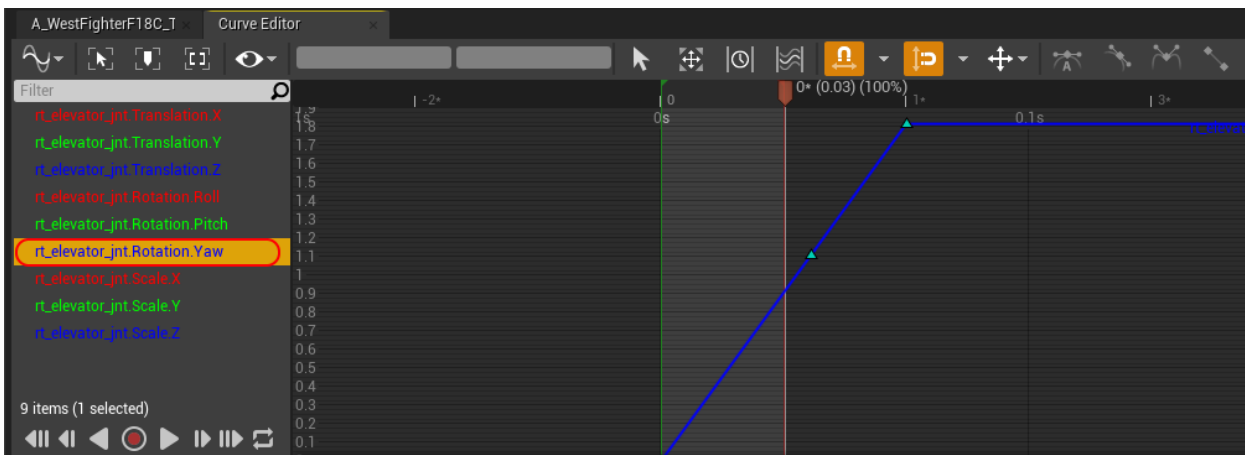 A_WestFighterF18C_T
Curve Editor
Filter
0* (0.03) (100%)
-2*
0
1*
3*
0s
0.1s
rt_elevator_jnt.Translation.X
rt_elevator_jnt.Translation.Y
rt_elevator_jnt.Translation.Z
rt_elevator_jnt.Rotation.Roll
rt_elevator_jnt.Rotation.Pitch
rt_elevator_jnt.Rotation.Yaw
rt_elevator_jnt.Scale.X
rt_elevator_jnt.Scale.Y
rt_elevator_jnt.Scale.Z
1.9
1.8
1.7
1.6
1.5
1.4
1.3
1.2
1.1
1
0.9
0.8
0.7
0.6
0.5
0.4
0.3
0.2
0.1
rt_elevat
9 items (1 selected)